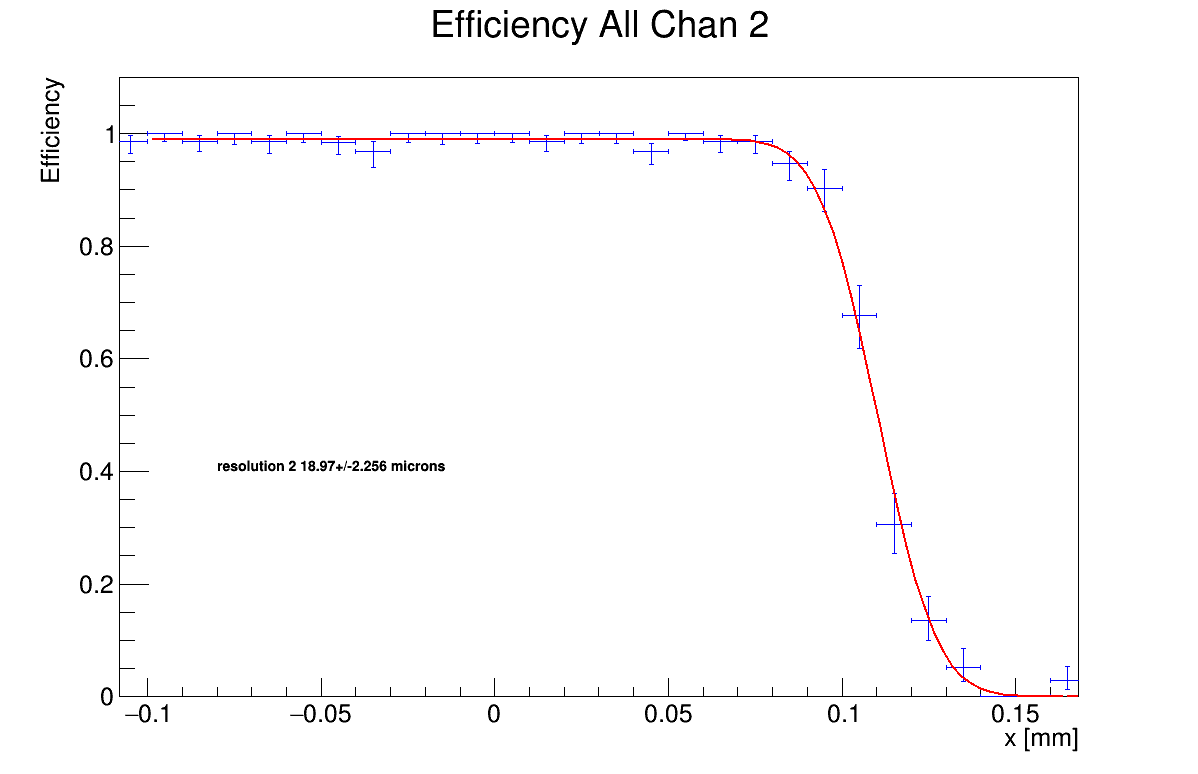 Efficiency All Chan 2
Efficiency
1
0.8
0.6
resolution 2 18.97+/-2.256 microns
0.4
0.2
0
−0.1 −0.05 0 0.05 0.1 0.15
x [mm]